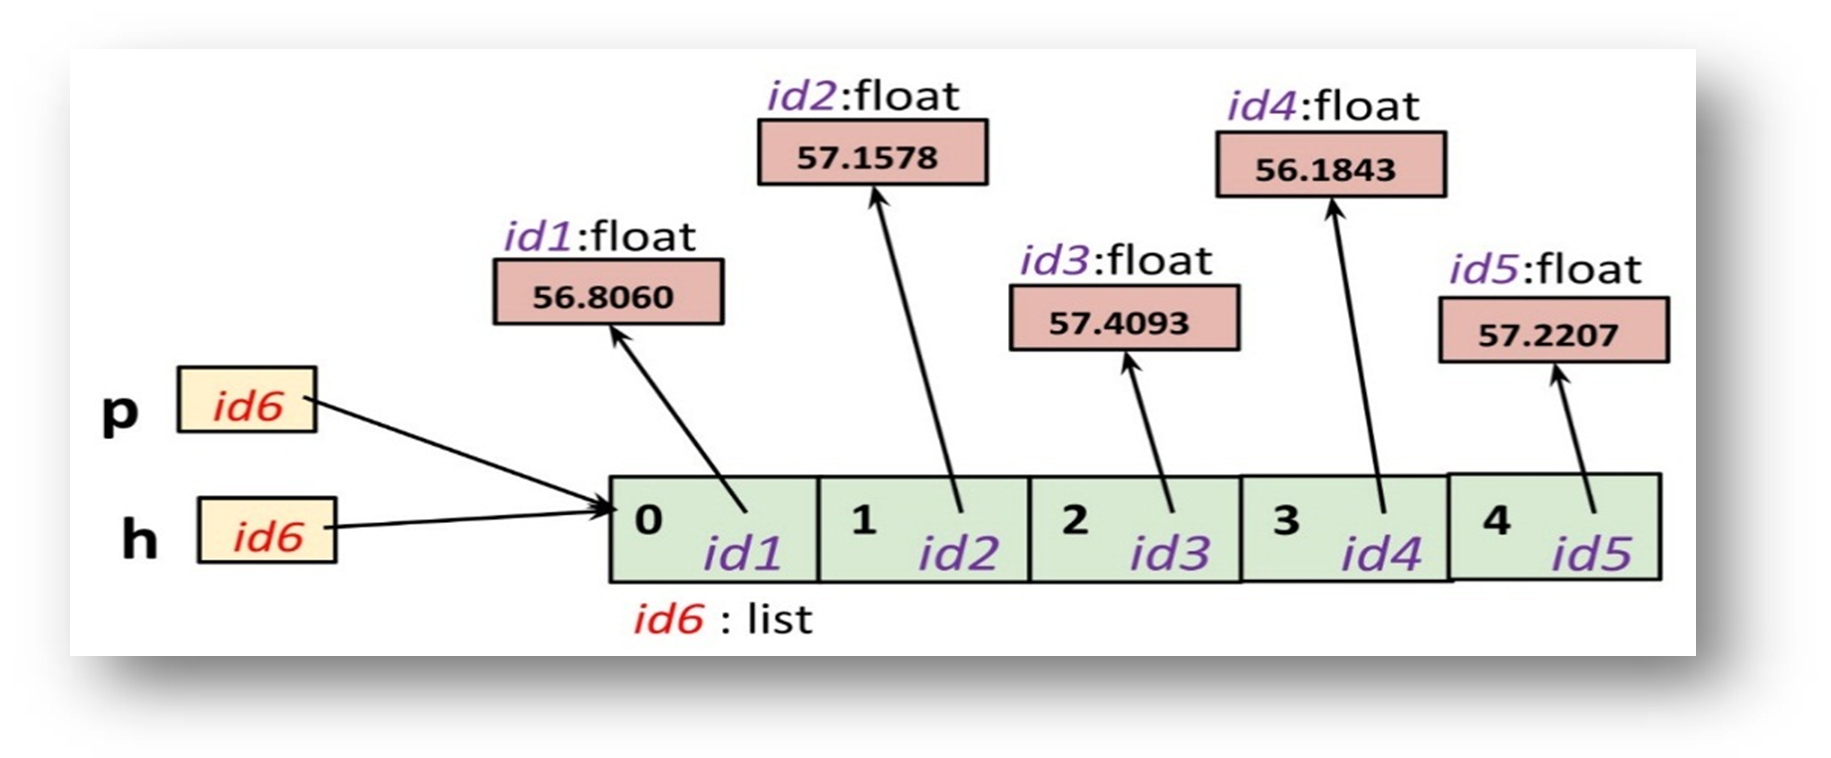 id2:float
57.1578
id4:float
56.1843
id1:float
56.8060
id3:float
57.4093
id5:float
57.2207
p id6
h id6
0 id1 1 id2 2 id3 3 id4 4 id5
id6 : list